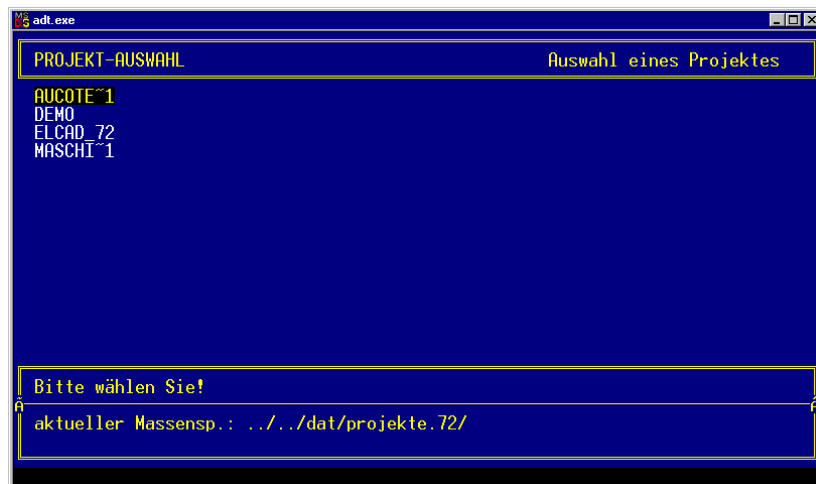 adt.exe
PROJEKT-AUSWAHL Auswahl eines Projektes
AUCOTE~1
DEMO
ELCAD_72
MASCHI~1
Bitte wählen Sie!
aktueller Massensp.: ../../dat/projekte.72/